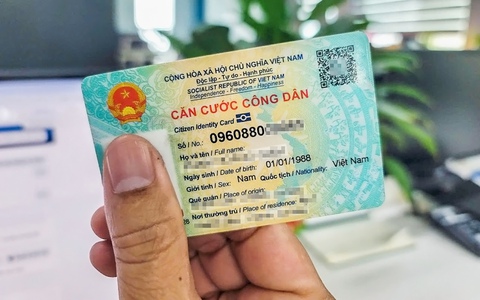 CỘNG HÒA XÃ HỘI CHỦ NGHĨA VIỆT NAM
Độc lập - Tự do - Hạnh phúc
SOCIALIST REPUBLIC OF VIET NAM
Independence - Freedom - Happiness
CĂN CƯỚC CÔNG DÂN
Citizen Identity Card
Số / No.: 0960880
Họ và tên / Full name:
Ngày sinh / Date of birth: 01/01/1988
Giới tính / Sex: Nam Quốc tịch / Nationality: Việt Nam
Quê quán / Place of origin:
Nơi thường trú / Place of residence: